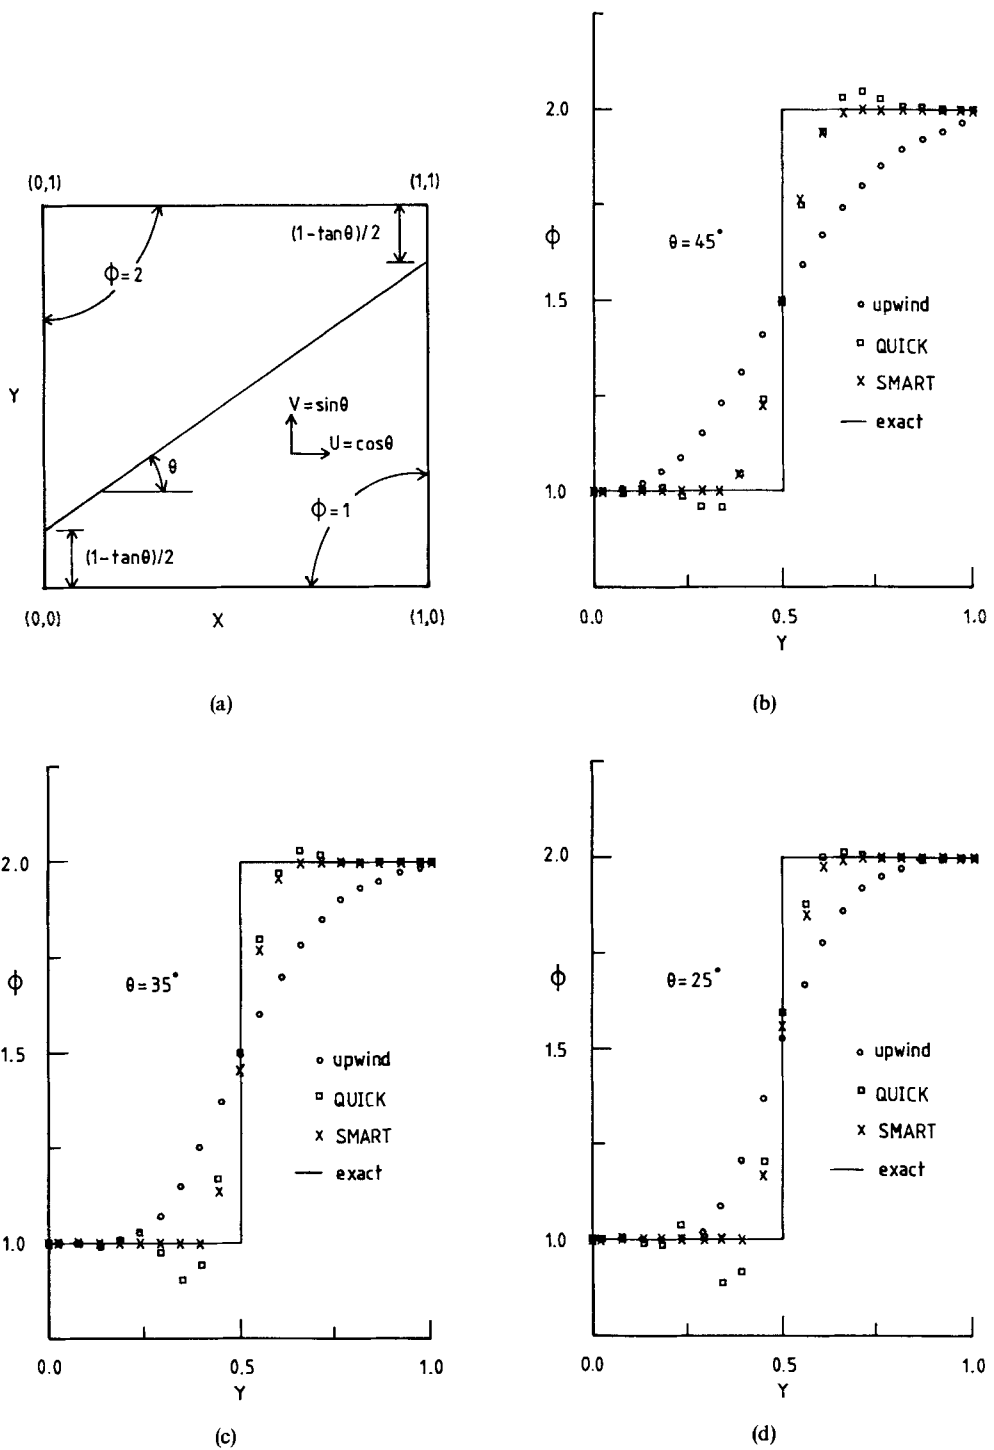 (0,1)
(1,1)
(1-tanθ)/2
ϕ=2
Y
V=sinθ
U=cosθ
θ
ϕ=1
(1-tanθ)/2
(0,0)
X
(1,0)
(a)
2.0
ϕ
θ=45°
1.5
upwind
QUICK
SMART
exact
1.0
0.0
0.5
1.0
Y
(b)
2.0
ϕ
θ=35°
1.5
upwind
QUICK
SMART
exact
1.0
0.0
0.5
1.0
Y
(c)
2.0
ϕ
θ=25°
1.5
upwind
QUICK
SMART
exact
1.0
0.0
0.5
1.0
Y
(d)